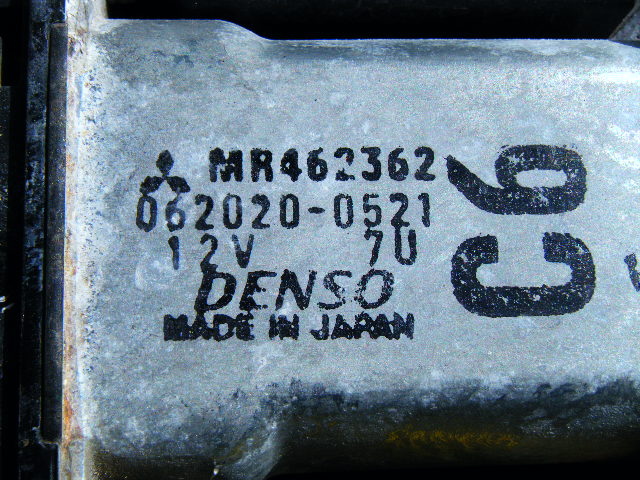 MR462362
062020-0521
12V 7U
DENSO
MADE IN JAPAN
C6